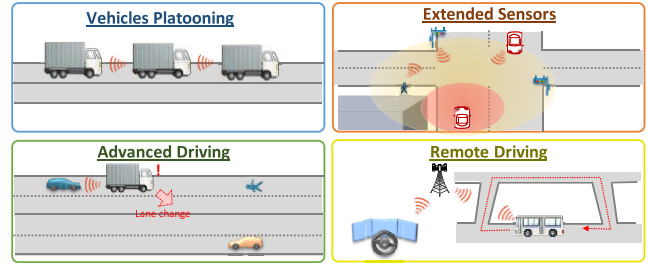 Vehicles Platooning
Extended Sensors
Advanced Driving
!
Lane change
Remote Driving